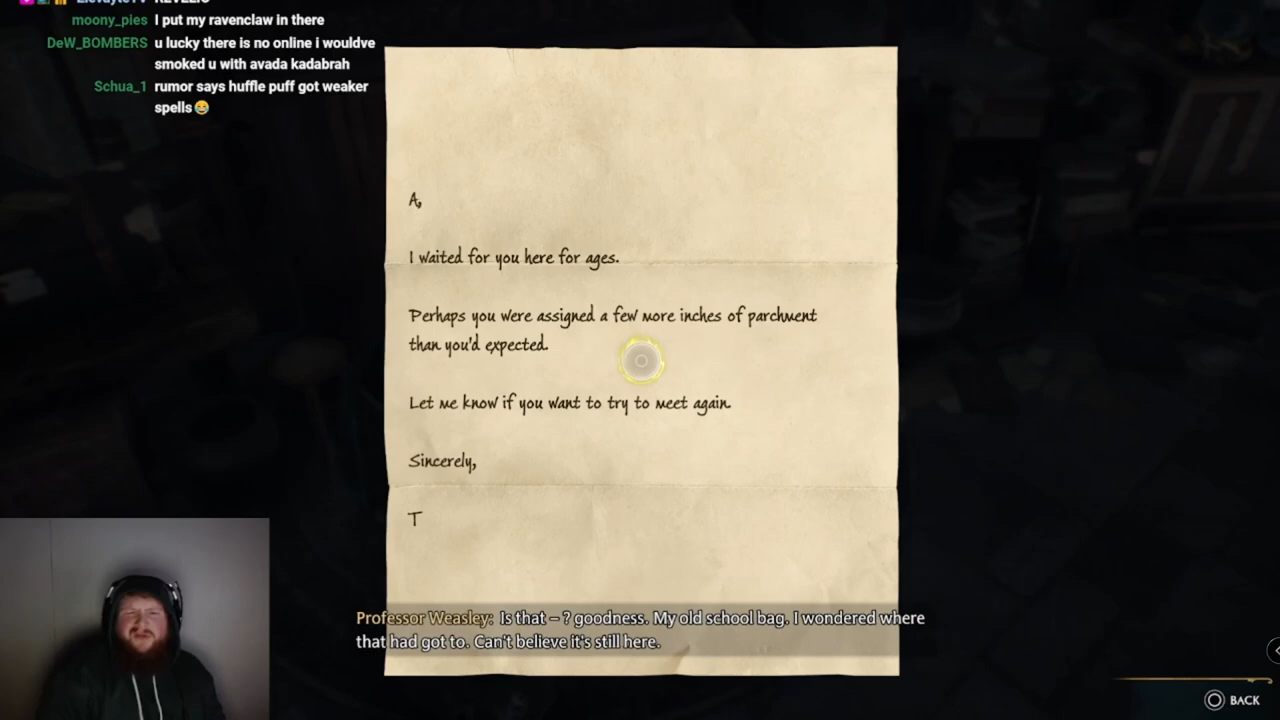 REVELIO
moony_pies I put my ravenclaw in there
DeW_BOMBERS u lucky there is no online i wouldve
smoked u with avada kadabrah
Schua_1 rumor says huffle puff got weaker
spells😂
A,
I waited for you here for ages.
Perhaps you were assigned a few more inches of parchment
than you'd expected.
Let me know if you want to try to meet again.
Sincerely,
T
Professor Weasley: Is that – ? goodness. My old school bag. I wondered where
that had got to. Can't believe it's still here.
BACK